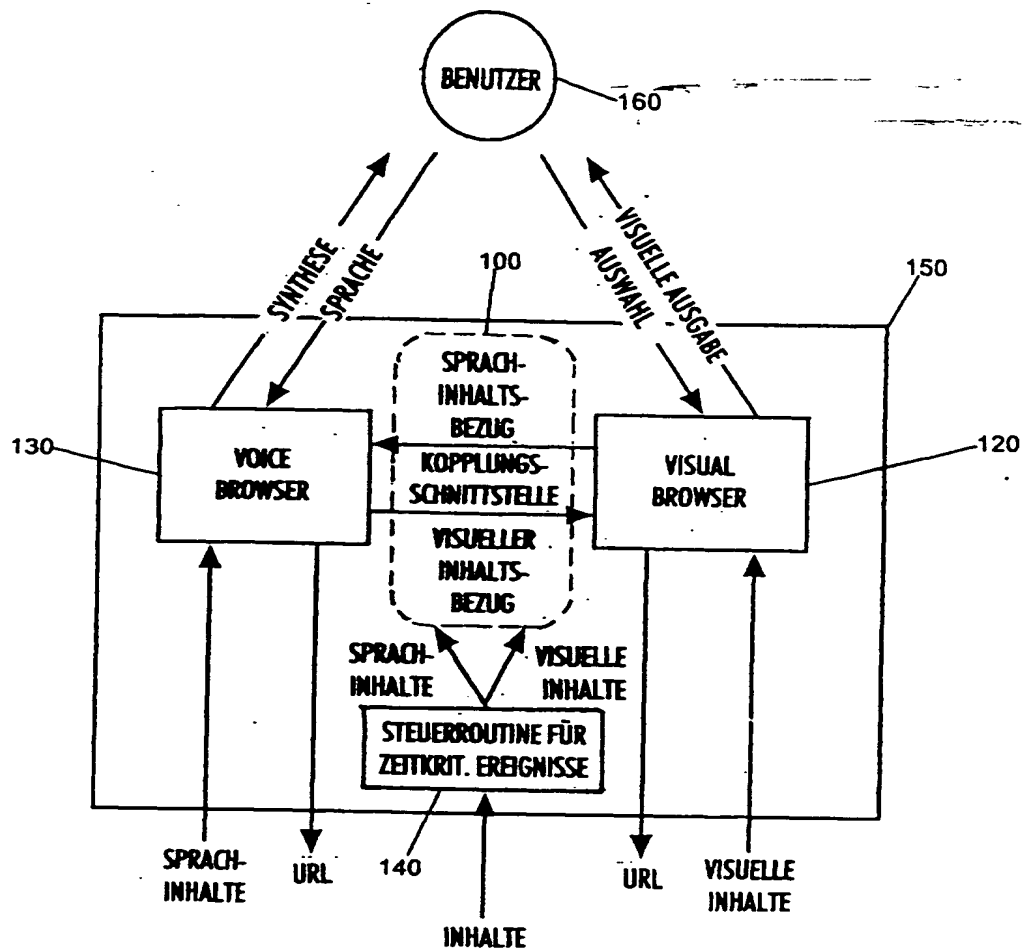 BENUTZER
160
SYNTHESE
SPRACHE
AUSWAHL
VISUELLE AUSGABE
100
150
SPRACH-
INHALTS-
BEZUG
130
VOICE
BROWSER
KOPPLUNGS-
SCHNITTSTELLE
VISUAL
BROWSER
120
VISUELLER
INHALTS-
BEZUG
SPRACH-
INHALTE
VISUELLE
INHALTE
STEUERROUTINE FÜR
ZEITKRIT. EREIGNISSE
SPRACH-
INHALTE
URL
140
INHALTE
URL
VISUELLE
INHALTE